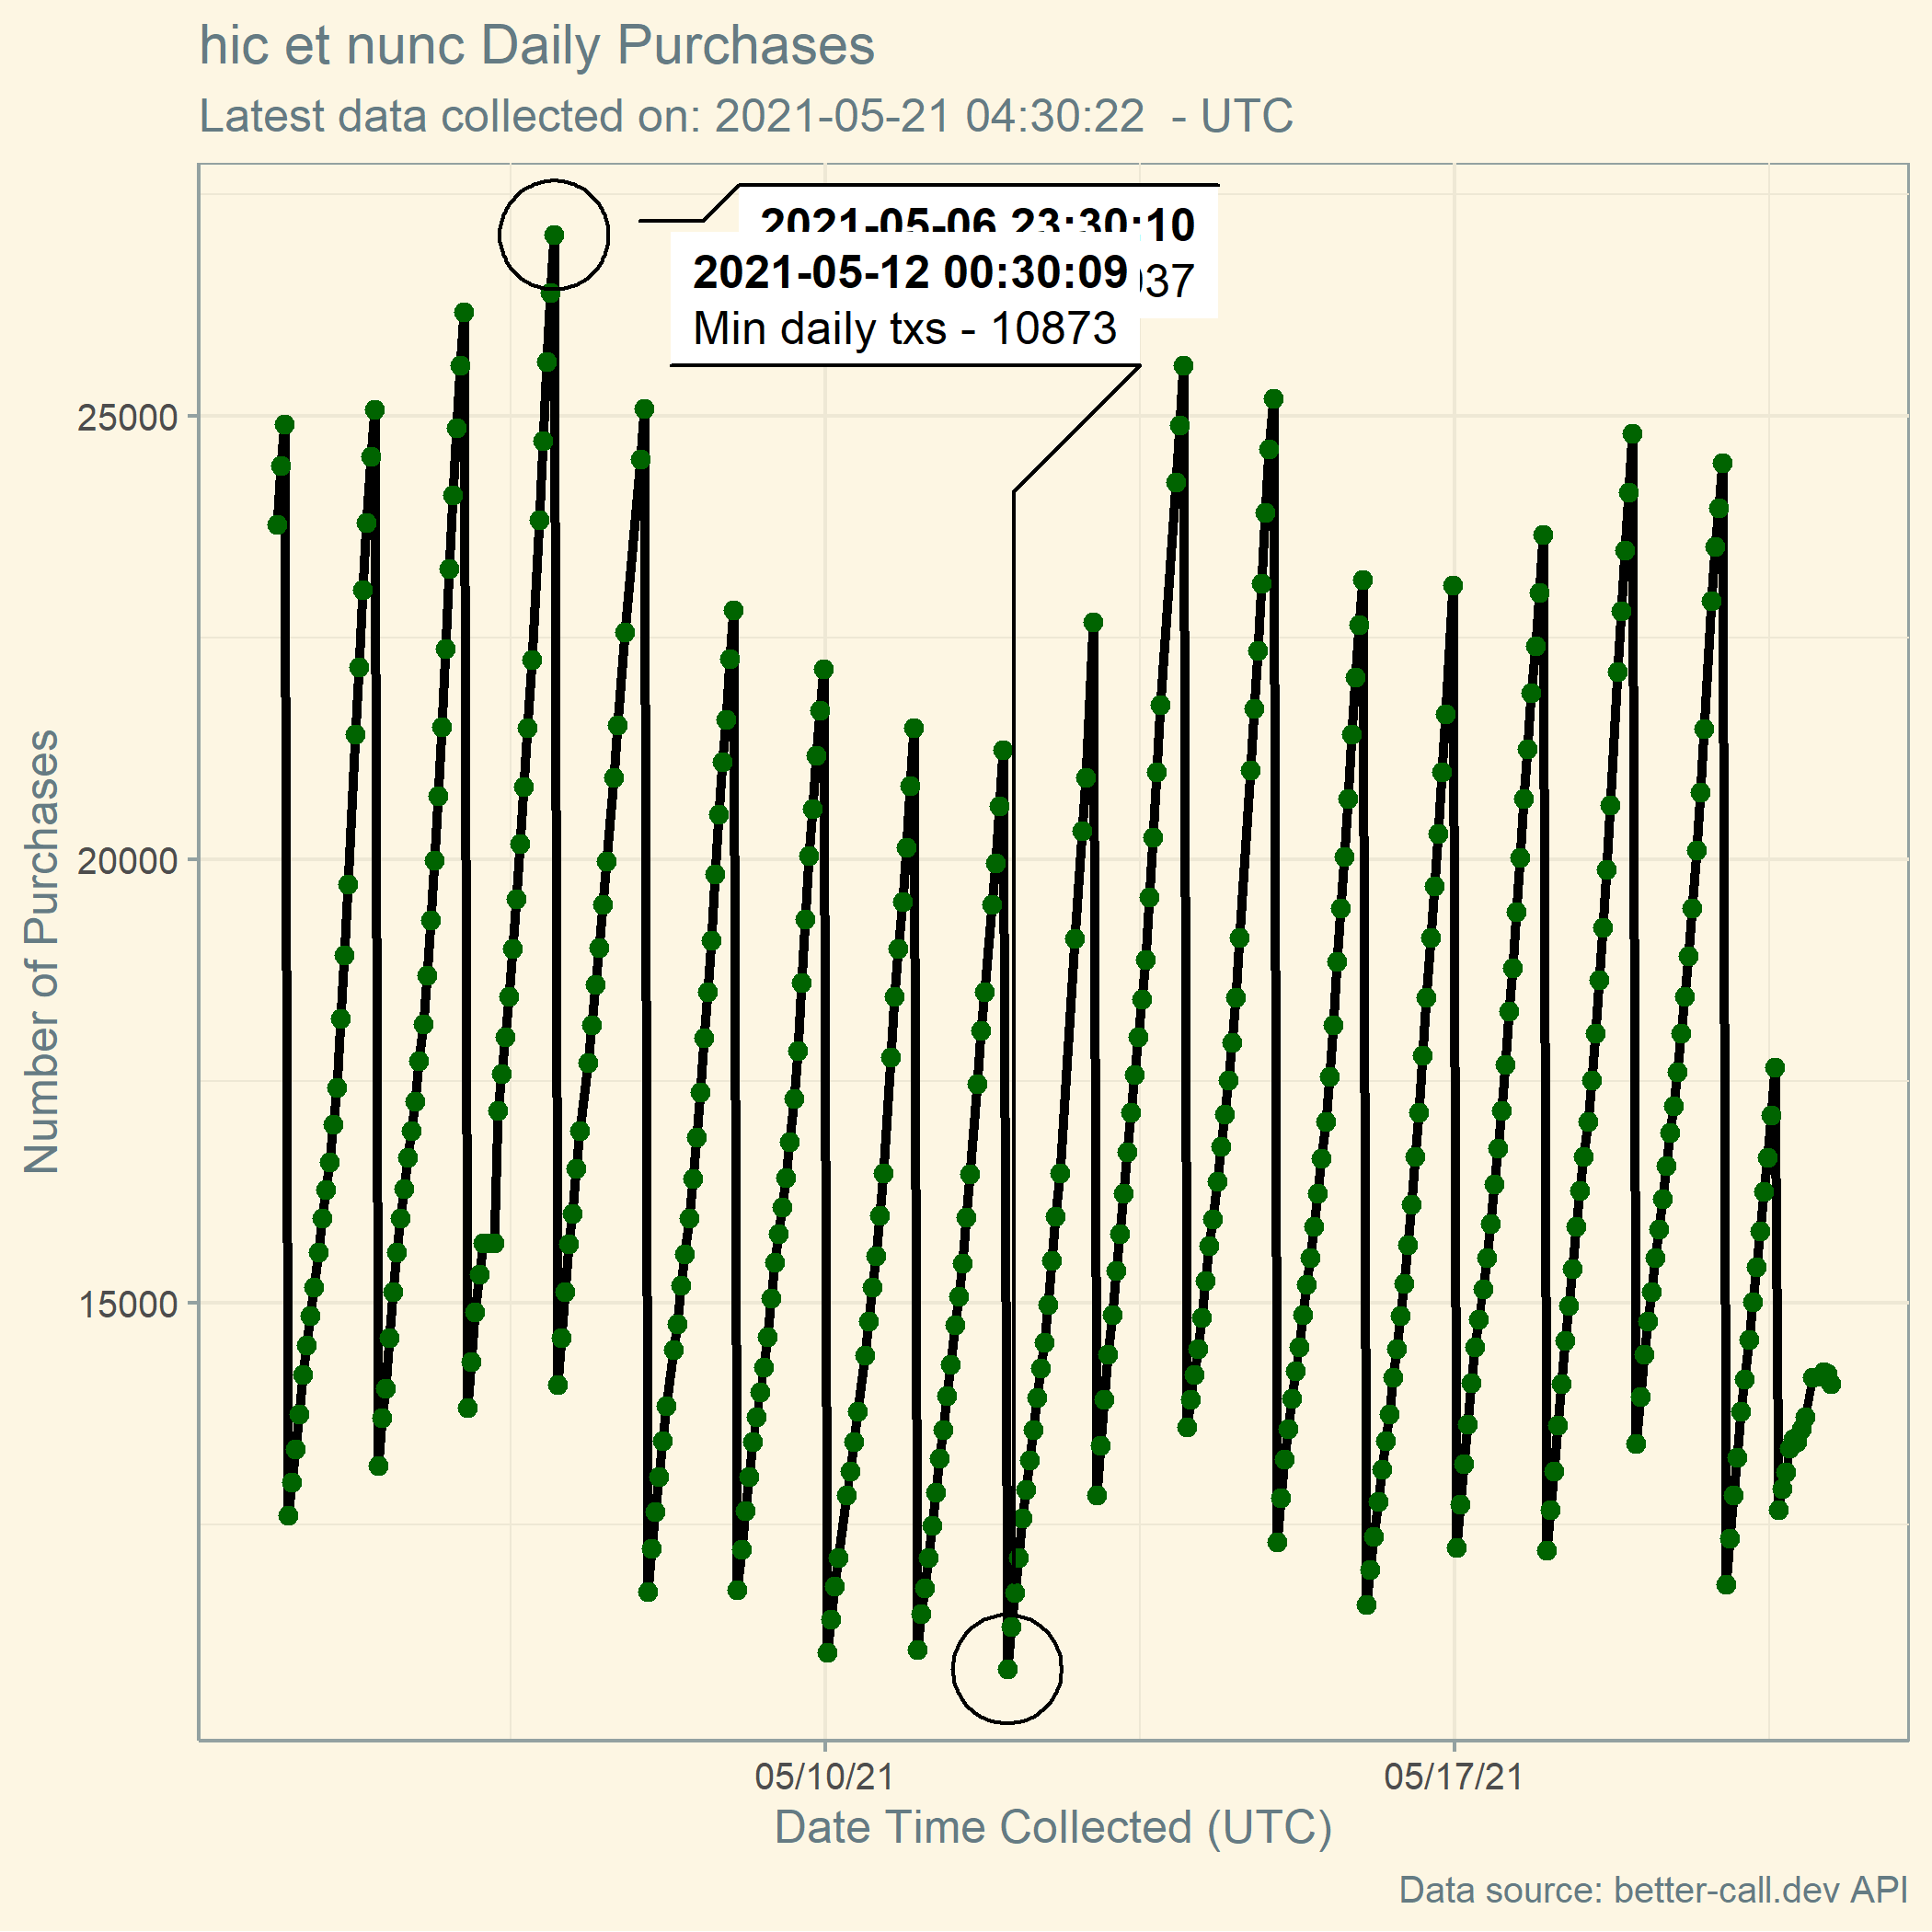 hic et nunc Daily Purchases
Latest data collected on: 2021-05-21 04:30:22 - UTC
2021-05-06 23:30:10
2021-05-12 00:30:09
Min daily txs - 10873
25000
20000
15000
Number of Purchases
05/10/21
05/17/21
Date Time Collected (UTC)
Data source: better-call.dev API